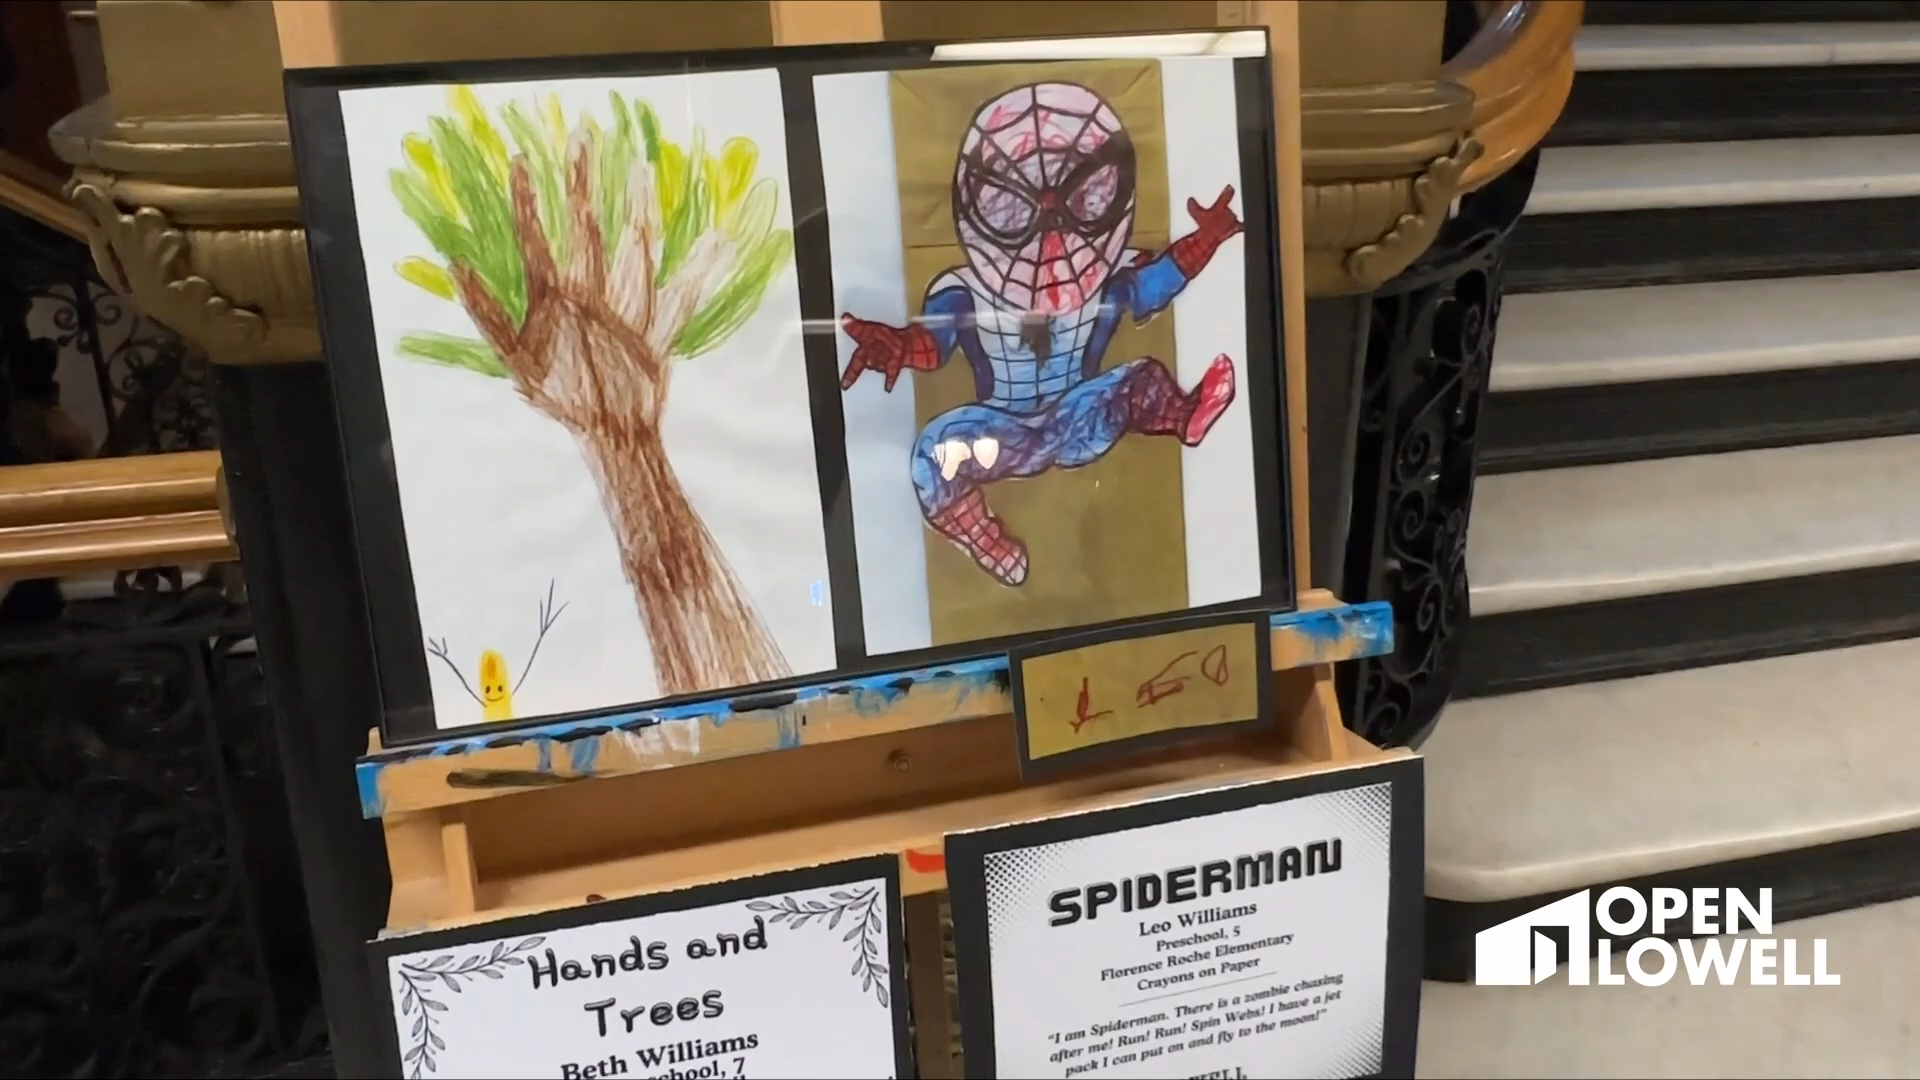 LEO
Hands and
Trees
Beth Williams
school, 7
SPIDERMAN
Leo Williams
Preschool, 5
Florence Roche Elementary
Crayons on Paper
"I am Spiderman. There is a zombie chasing
after me! Run! Run! Spin Webs! I have a jet
pack I can put on and fly to the moon!"
OPEN
LOWELL